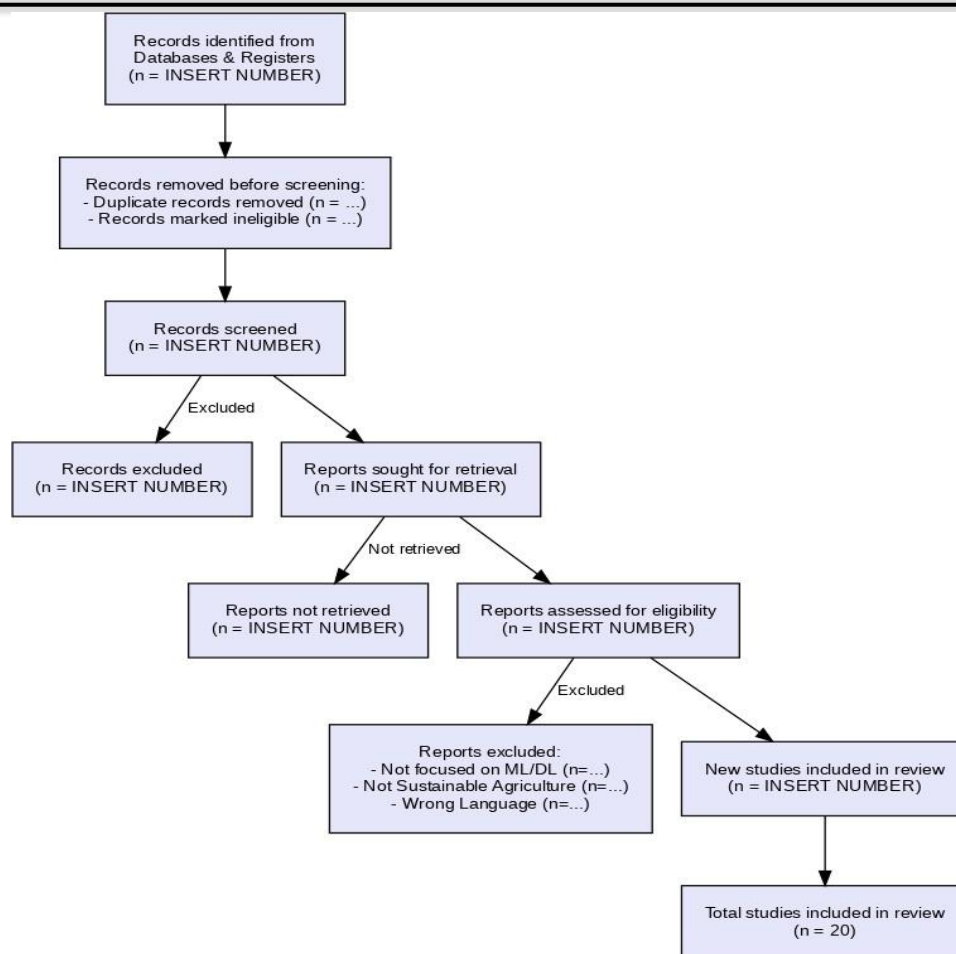 Records identified from
Databases & Registers
(n = INSERT NUMBER)
Records removed before screening:
- Duplicate records removed (n = ...)
- Records marked ineligible (n = ...)
Records screened
(n = INSERT NUMBER)
Excluded
Records excluded
(n = INSERT NUMBER)
Reports sought for retrieval
(n = INSERT NUMBER)
Not retrieved
Reports not retrieved
(n = INSERT NUMBER)
Reports assessed for eligibility
(n = INSERT NUMBER)
Excluded
Reports excluded:
- Not focused on ML/DL (n=...)
- Not Sustainable Agriculture (n=...)
- Wrong Language (n=...)
New studies included in review
(n = INSERT NUMBER)
Total studies included in review
(n = 20)